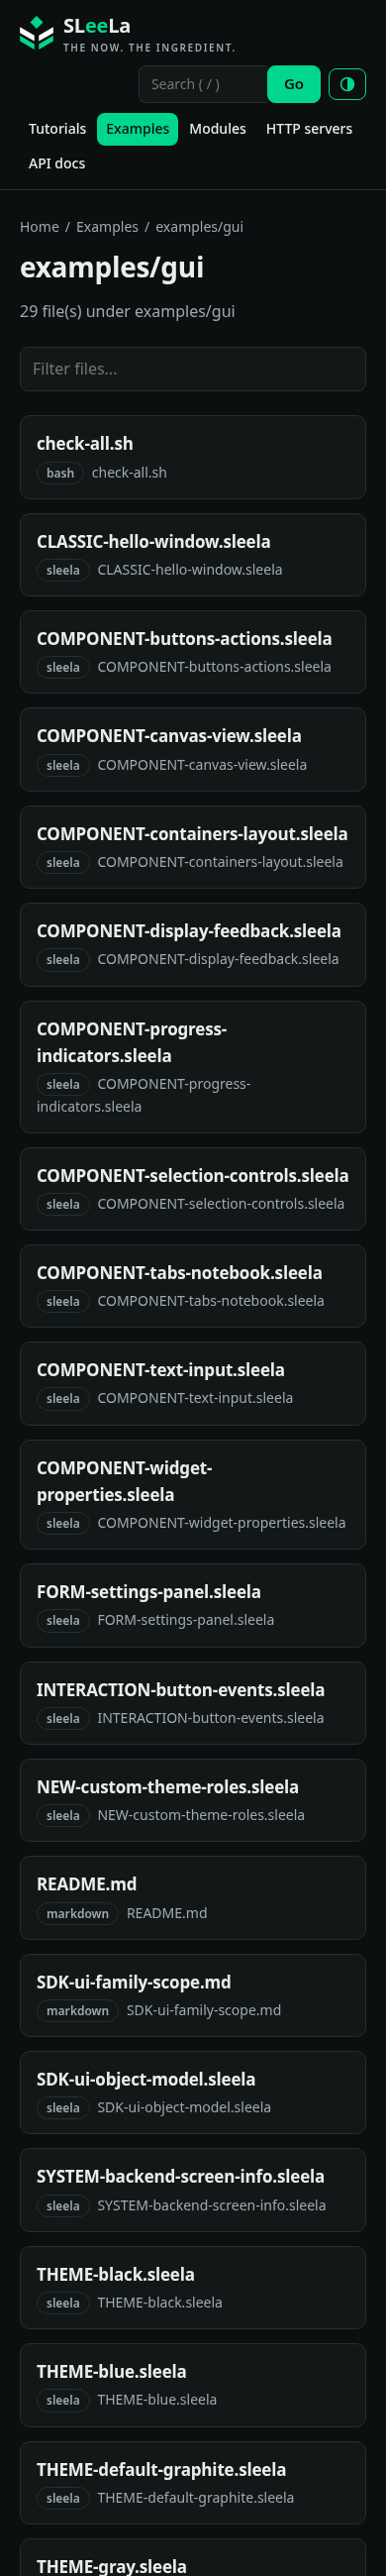 SLeeLa
THE NOW. THE INGREDIENT.
Search ( / )
Go
Tutorials Examples Modules HTTP servers
API docs
Home / Examples / examples/gui
examples/gui
29 file(s) under examples/gui
Filter files...
check-all.sh
bash check-all.sh
CLASSIC-hello-window.sleela
sleela CLASSIC-hello-window.sleela
COMPONENT-buttons-actions.sleela
sleela COMPONENT-buttons-actions.sleela
COMPONENT-canvas-view.sleela
sleela COMPONENT-canvas-view.sleela
COMPONENT-containers-layout.sleela
sleela COMPONENT-containers-layout.sleela
COMPONENT-display-feedback.sleela
sleela COMPONENT-display-feedback.sleela
COMPONENT-progress-
indicators.sleela
sleela COMPONENT-progress-
indicators.sleela
COMPONENT-selection-controls.sleela
sleela COMPONENT-selection-controls.sleela
COMPONENT-tabs-notebook.sleela
sleela COMPONENT-tabs-notebook.sleela
COMPONENT-text-input.sleela
sleela COMPONENT-text-input.sleela
COMPONENT-widget-
properties.sleela
sleela COMPONENT-widget-properties.sleela
FORM-settings-panel.sleela
sleela FORM-settings-panel.sleela
INTERACTION-button-events.sleela
sleela INTERACTION-button-events.sleela
NEW-custom-theme-roles.sleela
sleela NEW-custom-theme-roles.sleela
README.md
markdown README.md
SDK-ui-family-scope.md
markdown SDK-ui-family-scope.md
SDK-ui-object-model.sleela
sleela SDK-ui-object-model.sleela
SYSTEM-backend-screen-info.sleela
sleela SYSTEM-backend-screen-info.sleela
THEME-black.sleela
sleela THEME-black.sleela
THEME-blue.sleela
sleela THEME-blue.sleela
THEME-default-graphite.sleela
sleela THEME-default-graphite.sleela
THEME-gray.sleela